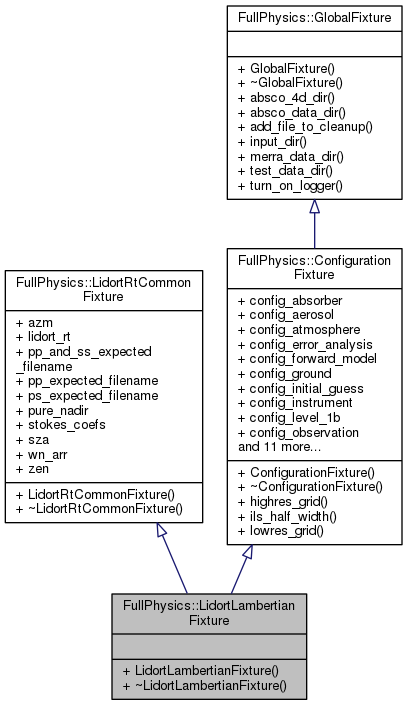 FullPhysics::GlobalFixture
+ GlobalFixture()
+ ~GlobalFixture()
+ absco_4d_dir()
+ absco_data_dir()
+ add_file_to_cleanup()
+ input_dir()
+ merra_data_dir()
+ test_data_dir()
+ turn_on_logger()
FullPhysics::LidortRtCommon
Fixture
+ azm
+ lidort_rt
+ pp_and_ss_expected
_filename
+ pp_expected_filename
+ ps_expected_filename
+ pure_nadir
+ stokes_coefs
+ sza
+ wn_arr
+ zen
+ LidortRtCommonFixture()
+ ~LidortRtCommonFixture()
FullPhysics::Configuration
Fixture
+ config_absorber
+ config_aerosol
+ config_atmosphere
+ config_error_analysis
+ config_forward_model
+ config_ground
+ config_initial_guess
+ config_instrument
+ config_level_1b
+ config_observation
and 11 more...
+ ConfigurationFixture()
+ ~ConfigurationFixture()
+ highres_grid()
+ ils_half_width()
+ lowres_grid()
FullPhysics::LidortLambertian
Fixture
+ LidortLambertianFixture()
+ ~LidortLambertianFixture()